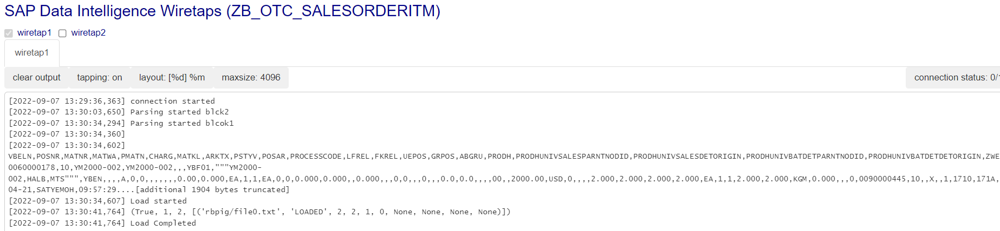 SAP Data Intelligence Wiretaps (ZB_OTC_SALESORDERITM)
wiretap1 wiretap2
wiretap1
clear output tapping: on layout: [%d] %m maxsize: 4096 connection status: 0/1
[2022-09-07 13:29:36,363] connection started
[2022-09-07 13:30:03,650] Parsing started blck2
[2022-09-07 13:30:34,294] Parsing started blcok1
[2022-09-07 13:30:34,360]
[2022-09-07 13:30:34,602]
VBELN,POSNR,MATNR,MATWA,PMATN,CHARG,MATKL,ARKTX,PSTYV,POSAR,PROCESSCODE,LFREL,FKREL,UEPOS,GRPOS,ABGRU,PRODH,PRODHUNIVSALESPARNTNODID,PRODHUNIVSALESDETORIGIN,PRODHUNIVBATDETPARNTNODID,PRODHUNIVBATDETDETORIGIN,ZWE
0060000178,10,YM2000-002,YM2000-002,,,YBF01,"""YM2000-
002,HALB,MTS""",YBEN,,,,A,0,0,,,,,,,0.00,0.000,EA,1,1,EA,0,0,0.000,0.000,,0.000,,,0,0,,,0,,,0.0,0.0,,,,00,,2000.00,USD,0,,,,2.000,2.000,2.000,2.000,EA,1,1,2.000,2.000,KGM,0.000,,,0,0090000445,10,,X,,1,1710,171A,
04-21,SATYEMOH,09:57:29....[additional 1904 bytes truncated]
[2022-09-07 13:30:34,607] Load started
[2022-09-07 13:30:41,764] (True, 1, 2, [('rbpig/file0.txt', 'LOADED', 2, 2, 1, 0, None, None, None, None)])
[2022-09-07 13:30:41,764] Load Completed